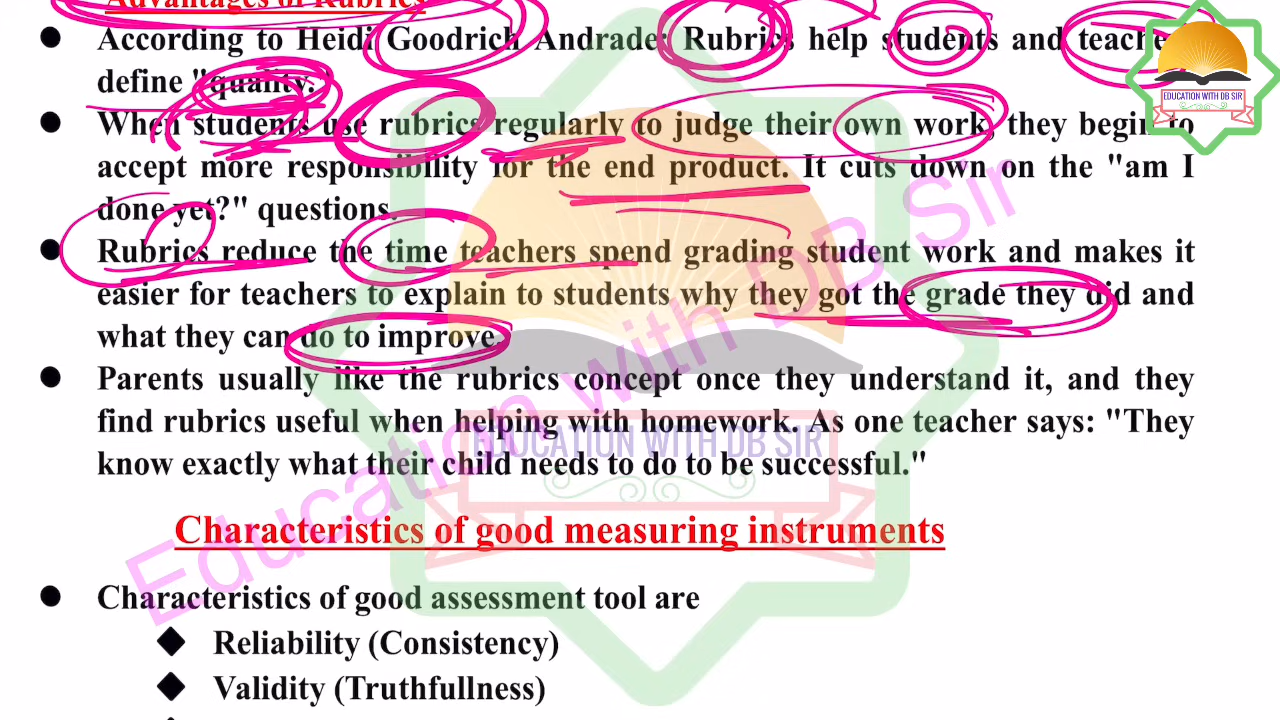 Advantages of Rubrics
● According to Heidi Goodrich Andrade: Rubrics help students and teachers
define "quality."
● When students use rubrics regularly to judge their own work, they begin to
accept more responsibility for the end product. It cuts down on the "am I
done yet?" questions.
● Rubrics reduce the time teachers spend grading student work and makes it
easier for teachers to explain to students why they got the grade they did and
what they can do to improve.
● Parents usually like the rubrics concept once they understand it, and they
find rubrics useful when helping with homework. As one teacher says: "They
know exactly what their child needs to do to be successful."
Characteristics of good measuring instruments
● Characteristics of good assessment tool are
◆ Reliability (Consistency)
◆ Validity (Truthfullness)
EDUCATION WITH DB SIR
EDUCATION WITH DB SIR
Education with DB Sir